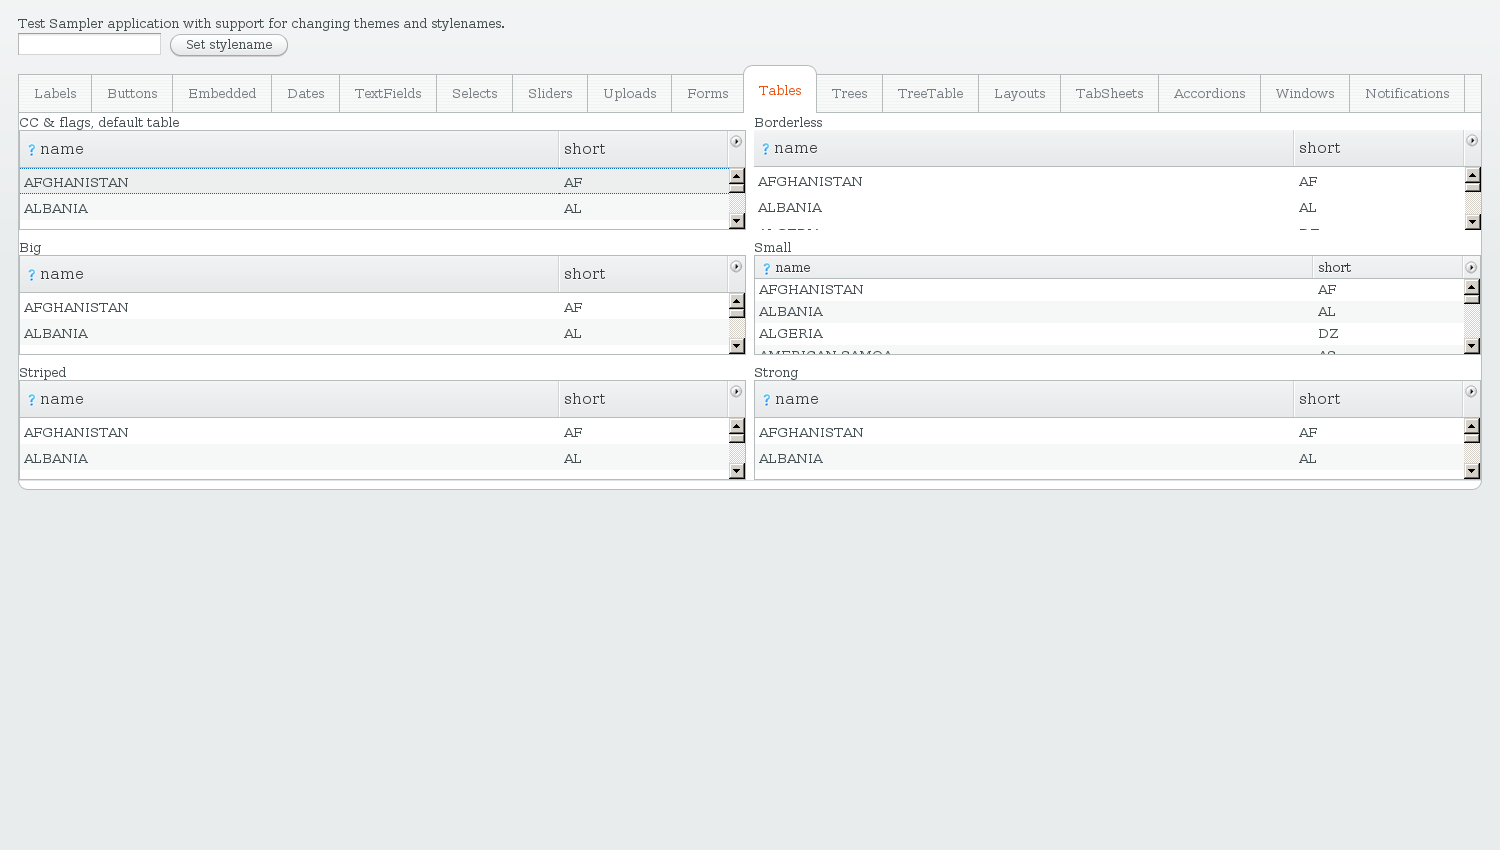 Test Sampler application with support for changing themes and stylenames.
Set stylename
Labels Buttons Embedded Dates TextFields Selects Sliders Uploads Forms Tables Trees TreeTable Layouts TabSheets Accordions Windows Notifications
CC & flags, default table
? name short
AFGHANISTAN AF
ALBANIA AL
Borderless
? name short
AFGHANISTAN AF
ALBANIA AL
Big
? name short
AFGHANISTAN AF
ALBANIA AL
Small
? name short
AFGHANISTAN AF
ALBANIA AL
ALGERIA DZ
AMERICAN SAMOA AS
Striped
? name short
AFGHANISTAN AF
ALBANIA AL
Strong
? name short
AFGHANISTAN AF
ALBANIA AL